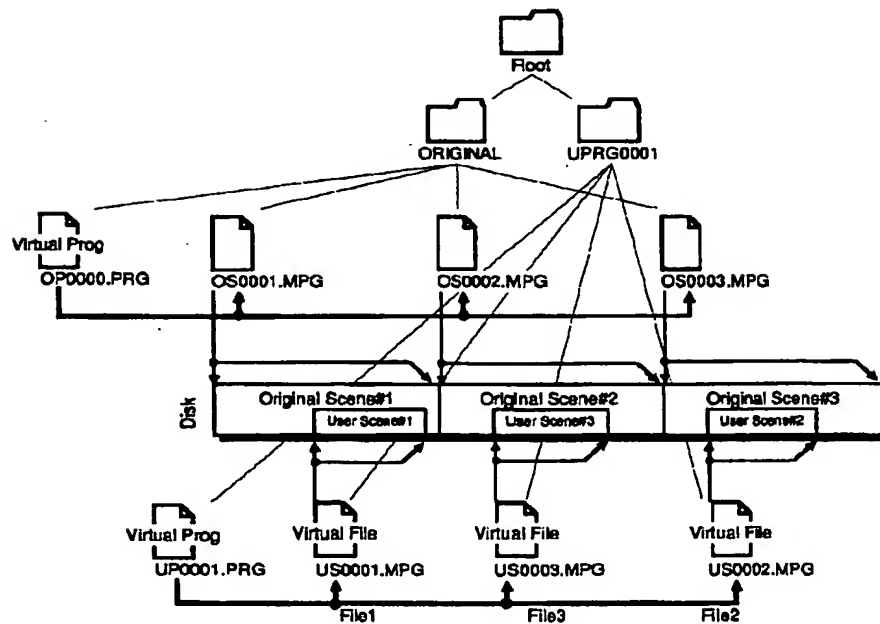 Root
ORIGINAL
UPRG0001
Virtual Prog
OP0000.PRG
OS0001.MPG
OS0002.MPG
OS0003.MPG
Disk
Original Scene#1
Original Scene#2
Original Scene#3
User Scene#1
User Scene#3
User Scene#2
Virtual Prog
Virtual File
Virtual File
Virtual File
UP0001.PRG
US0001.MPG
US0003.MPG
US0002.MPG
File1
File3
File2